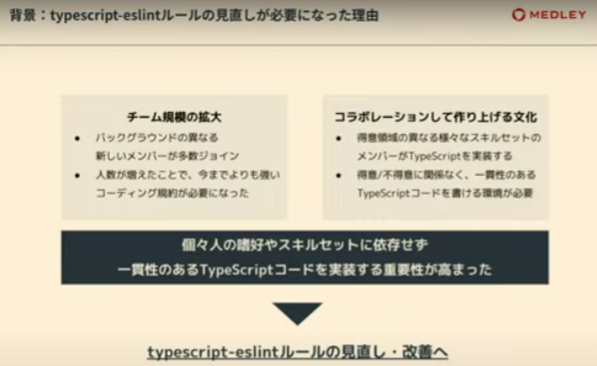 背景：typescript-eslintルールの見直しが必要になった理由
MEDLEY
チーム規模の拡大
● バックグラウンドの異なる
新しいメンバーが多数ジョイン
● 人数が増えたことで、今までよりも強い
コーディング規約が必要になった
コラボレーションして作り上げる文化
● 得意領域の異なる様々なスキルセットの
メンバーがTypeScriptを実装する
● 得意/不得意に関係なく、一貫性のある
TypeScriptコードを書ける環境が必要
個々人の嗜好やスキルセットに依存せず
一貫性のあるTypeScriptコードを実装する重要性が高まった
typescript-eslintルールの見直し・改善へ